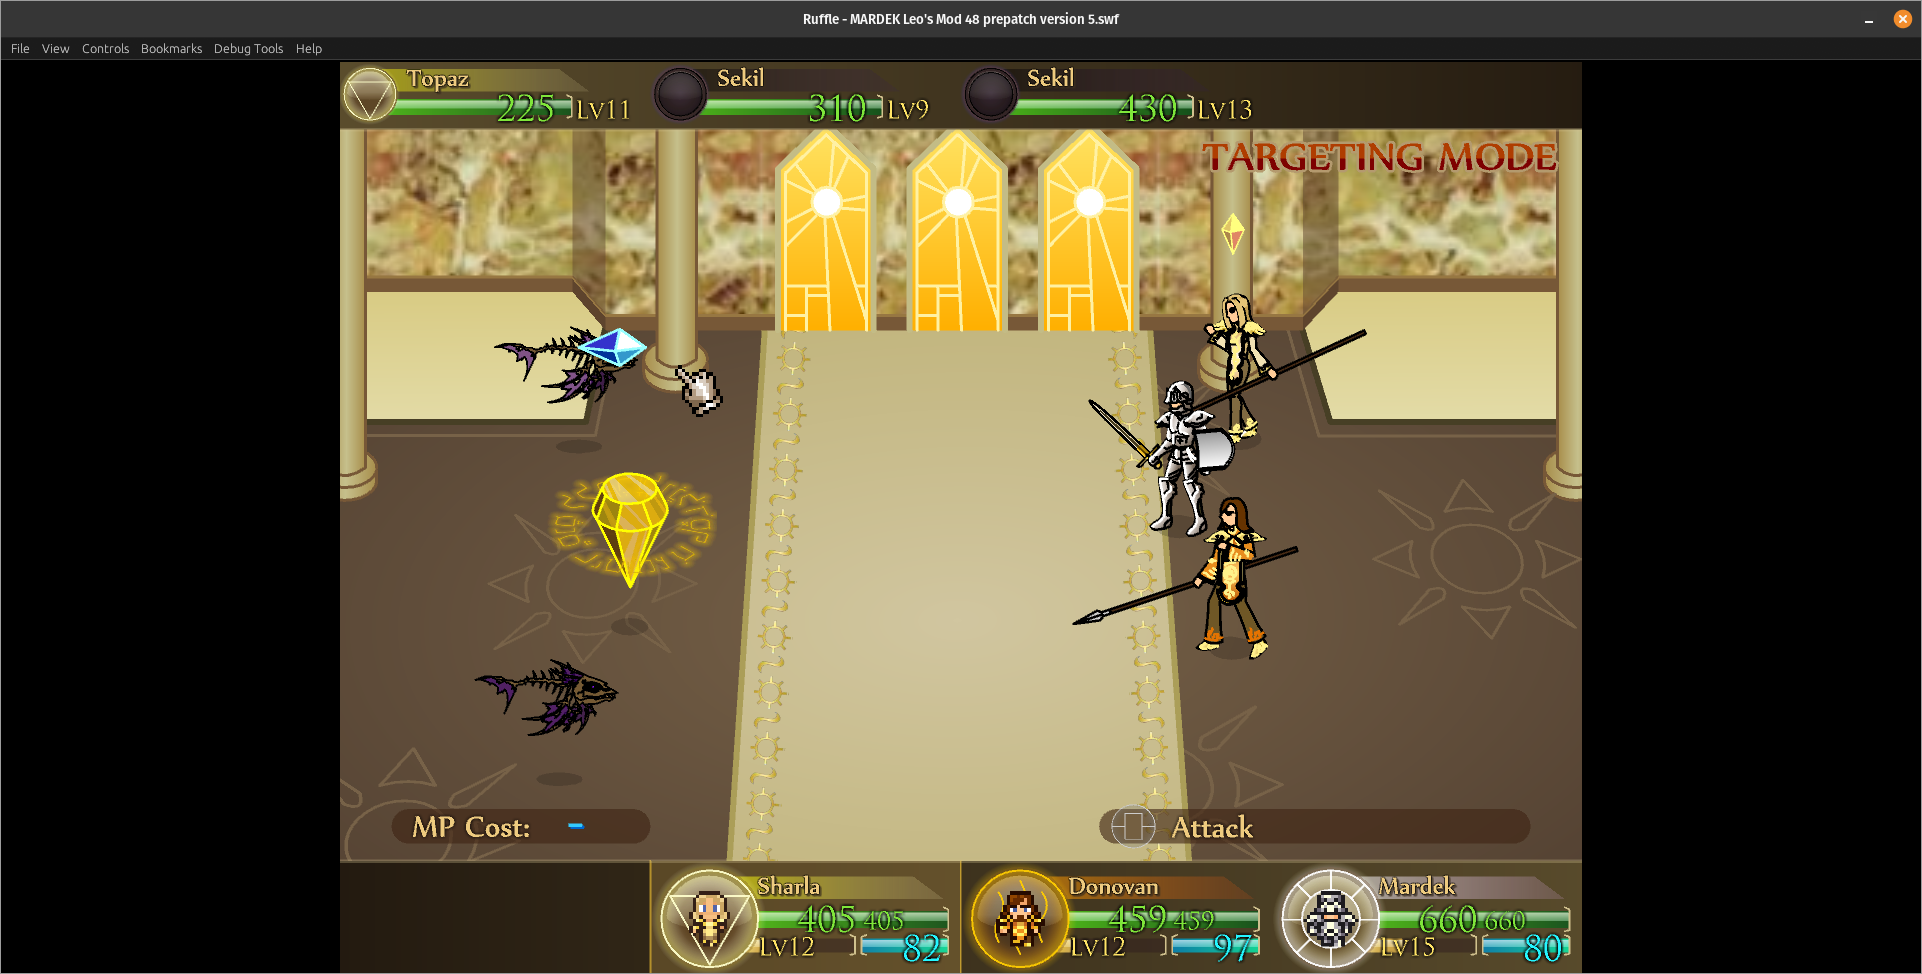 Ruffle - MARDEK Leo's Mod 48 prepatch version 5.swf
File View Controls Bookmarks Debug Tools Help
Topaz
225 Lv11
Sekil
310 Lv9
Sekil
430 Lv13
TARGETING MODE
MP Cost: -
Attack
Sharla
405 405
Lv12 82
Donovan
459 459
Lv12 97
Mardek
660 660
Lv15 80